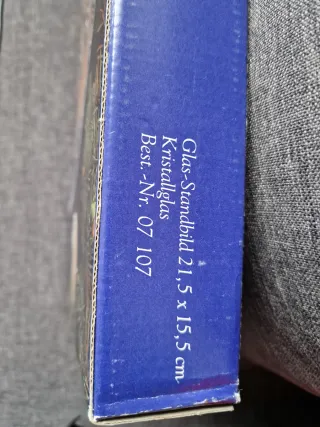 Glas-Standbild 21,5 x 15,5 cm
Kristallglas
Best.-Nr. 07 107